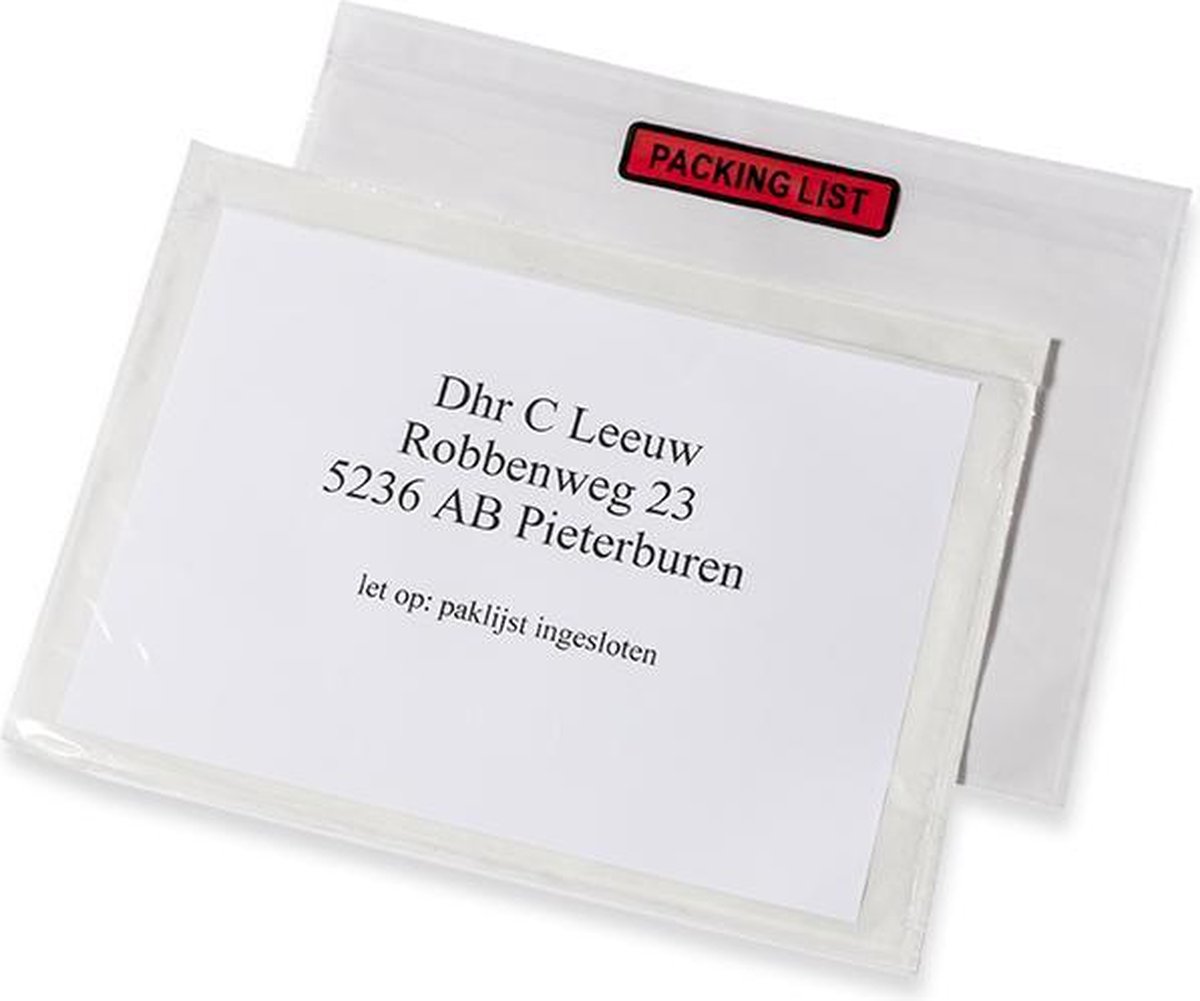 PACKING LIST
Dhr C Leeuw
Robbenweg 23
5236 AB Pieterburen
let op: paklijst ingesloten